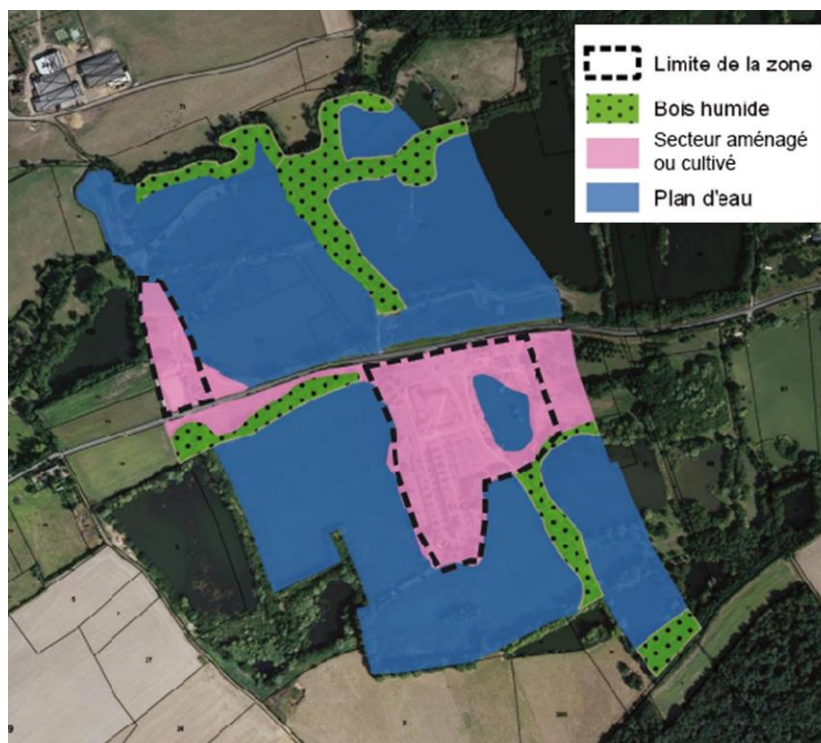 Limite de la zone
Bois humide
Secteur aménagé
ou cultivé
Plan d'eau